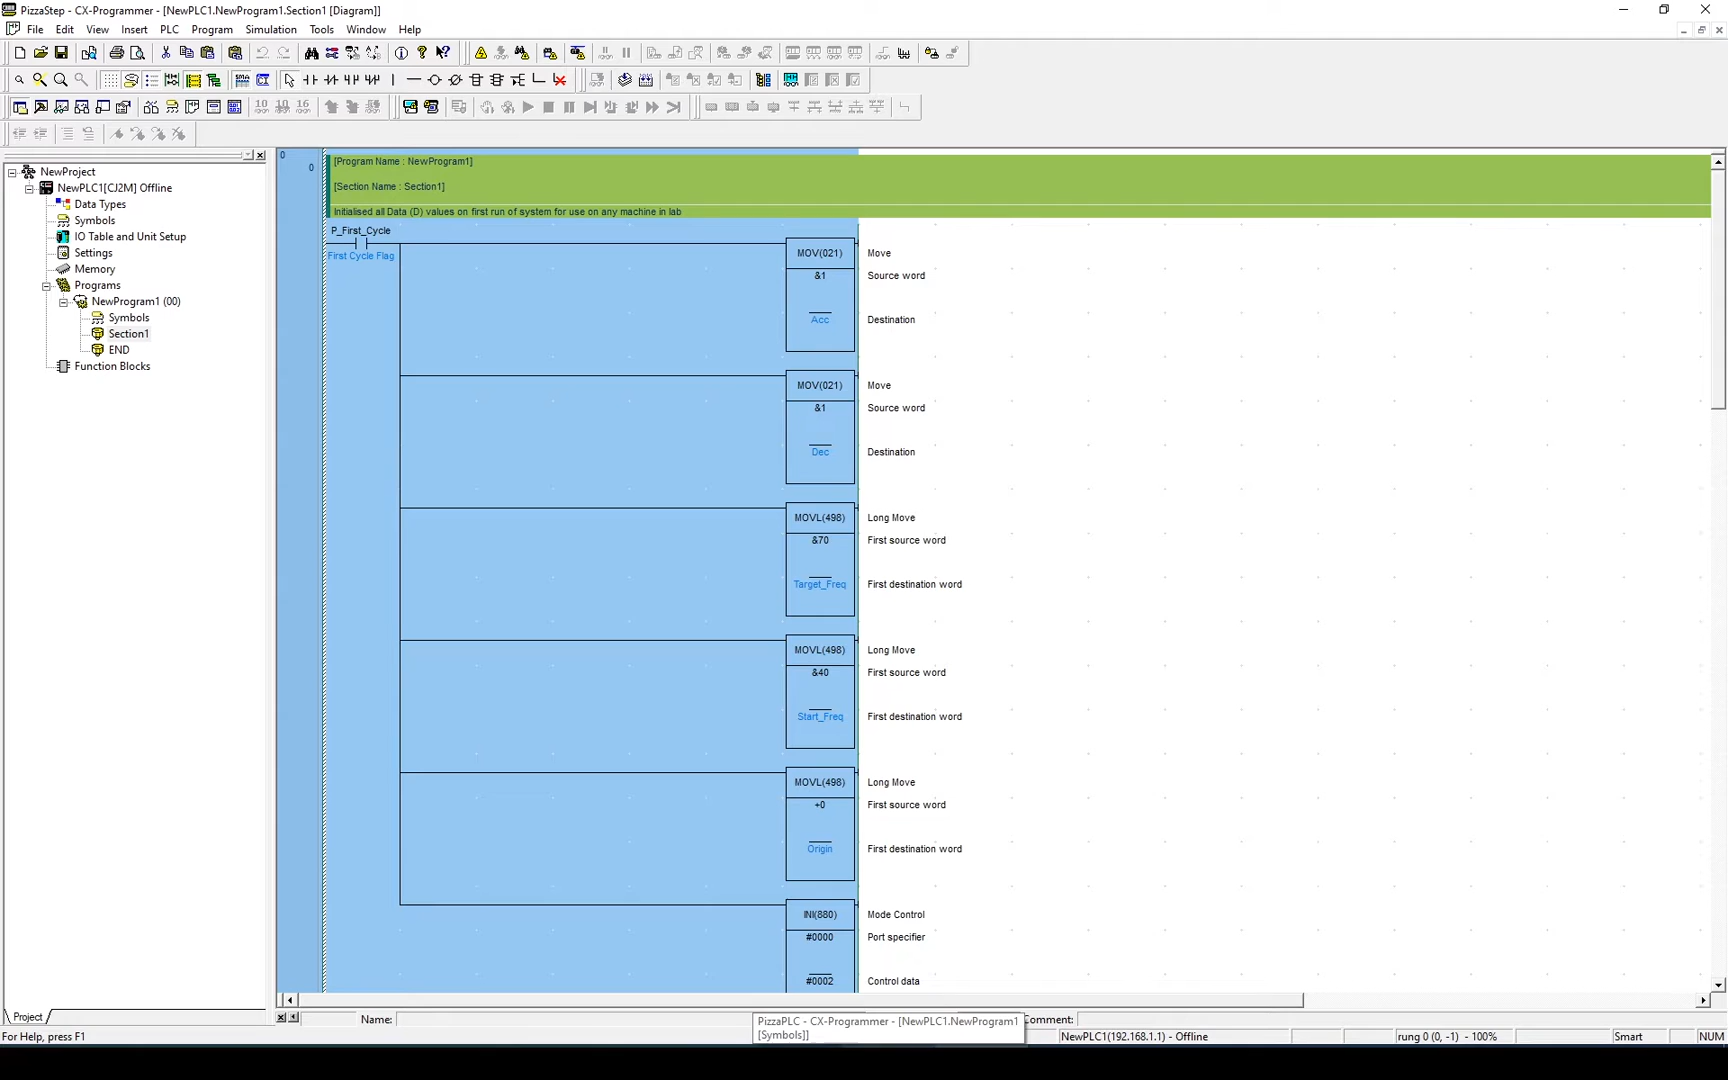 PizzaStep - CX-Programmer - [NewPLC1.NewProgram1.Section1 [Diagram]]
File Edit View Insert PLC Program Simulation Tools Window Help
10 10 16
NewProject
NewPLC1[CJ2M] Offline
Data Types
Symbols
IO Table and Unit Setup
Settings
Memory
Programs
NewProgram1 (00)
Symbols
Section1
END
Function Blocks
Project
0
0
[Program Name : NewProgram1]
[Section Name : Section1]
Initialised all Data (D) values on first run of system for use on any machine in lab
P_First_Cycle
First Cycle Flag
MOV(021) Move
&1 Source word
Acc Destination
MOV(021) Move
&1 Source word
Dec Destination
MOVL(498) Long Move
&70 First source word
Target_Freq First destination word
MOVL(498) Long Move
&40 First source word
Start_Freq First destination word
MOVL(498) Long Move
+0 First source word
Origin First destination word
INI(880) Mode Control
#0000 Port specifier
#0002 Control data
Name: Comment:
PizzaPLC - CX-Programmer - [NewPLC1.NewProgram1
[Symbols]]
For Help, press F1 NewPLC1(192.168.1.1) - Offline rung 0 (0, -1) - 100% Smart NUM